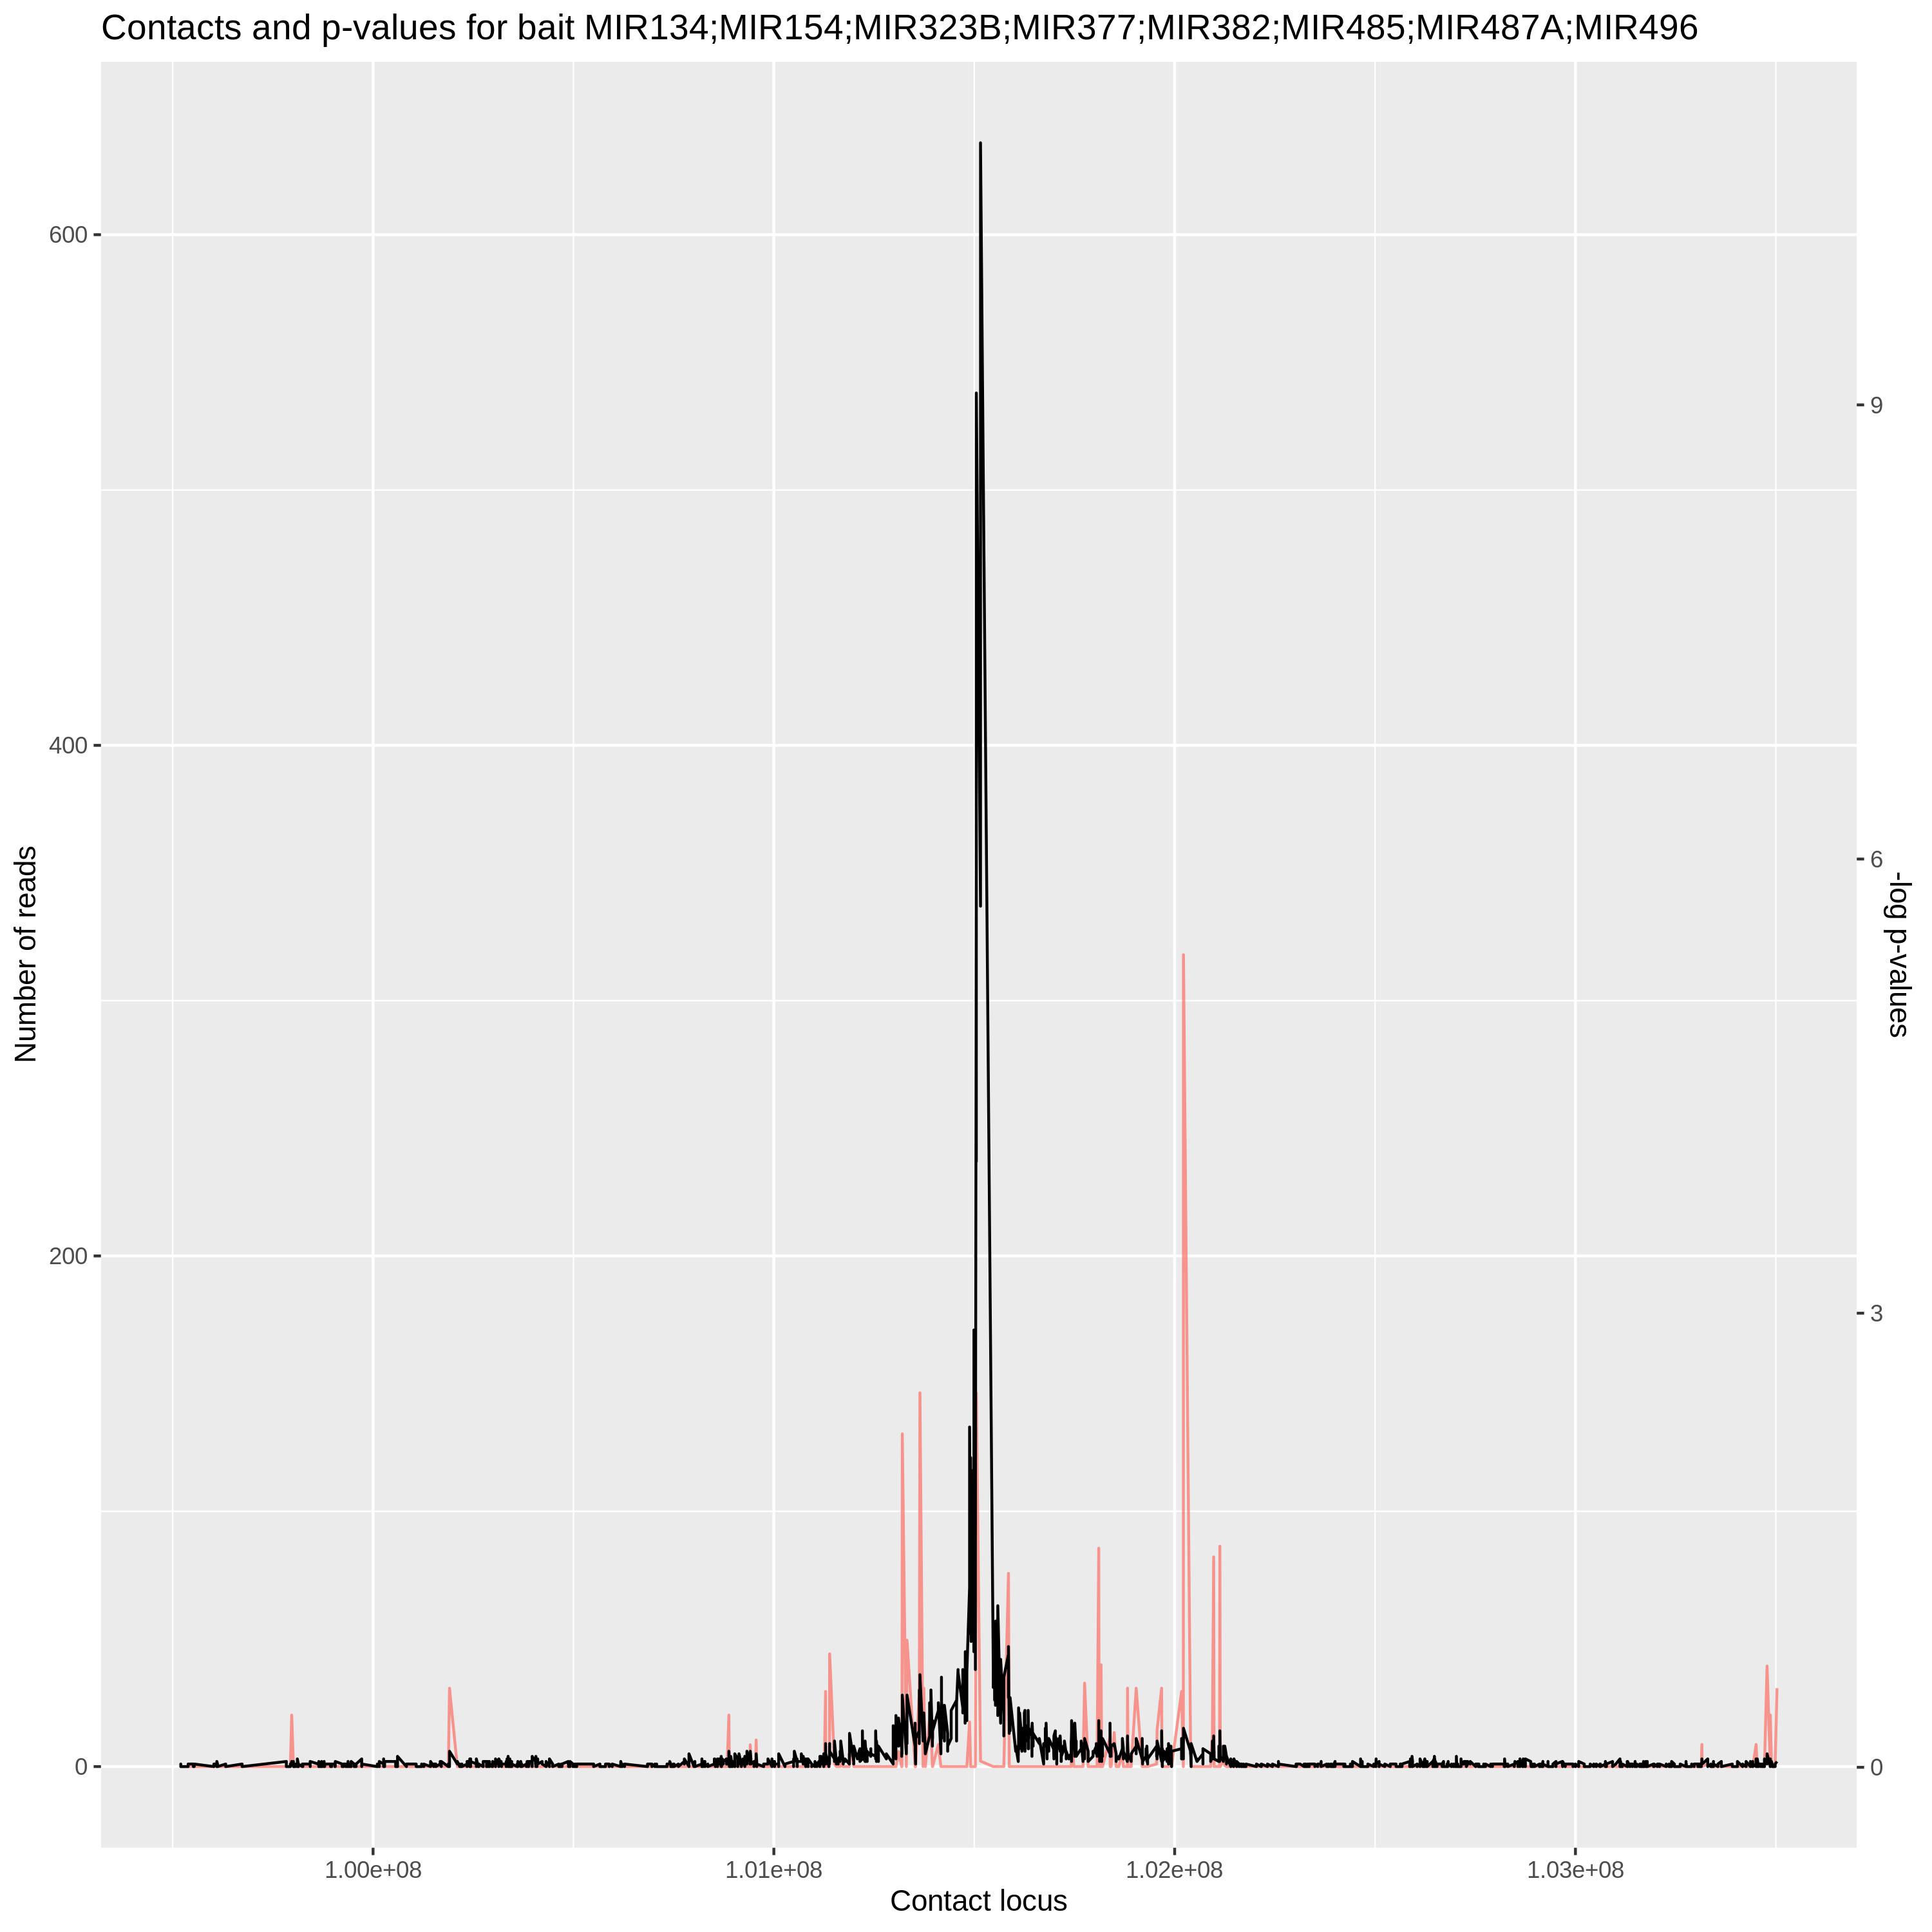 Contacts and p-values for bait MIR134;MIR154;MIR323B;MIR377;MIR382;MIR485;MIR487A;MIR496
600
400
200
0
Number of reads
9
6
3
0
-log p-values
1.00e+08
1.01e+08
1.02e+08
1.03e+08
Contact locus